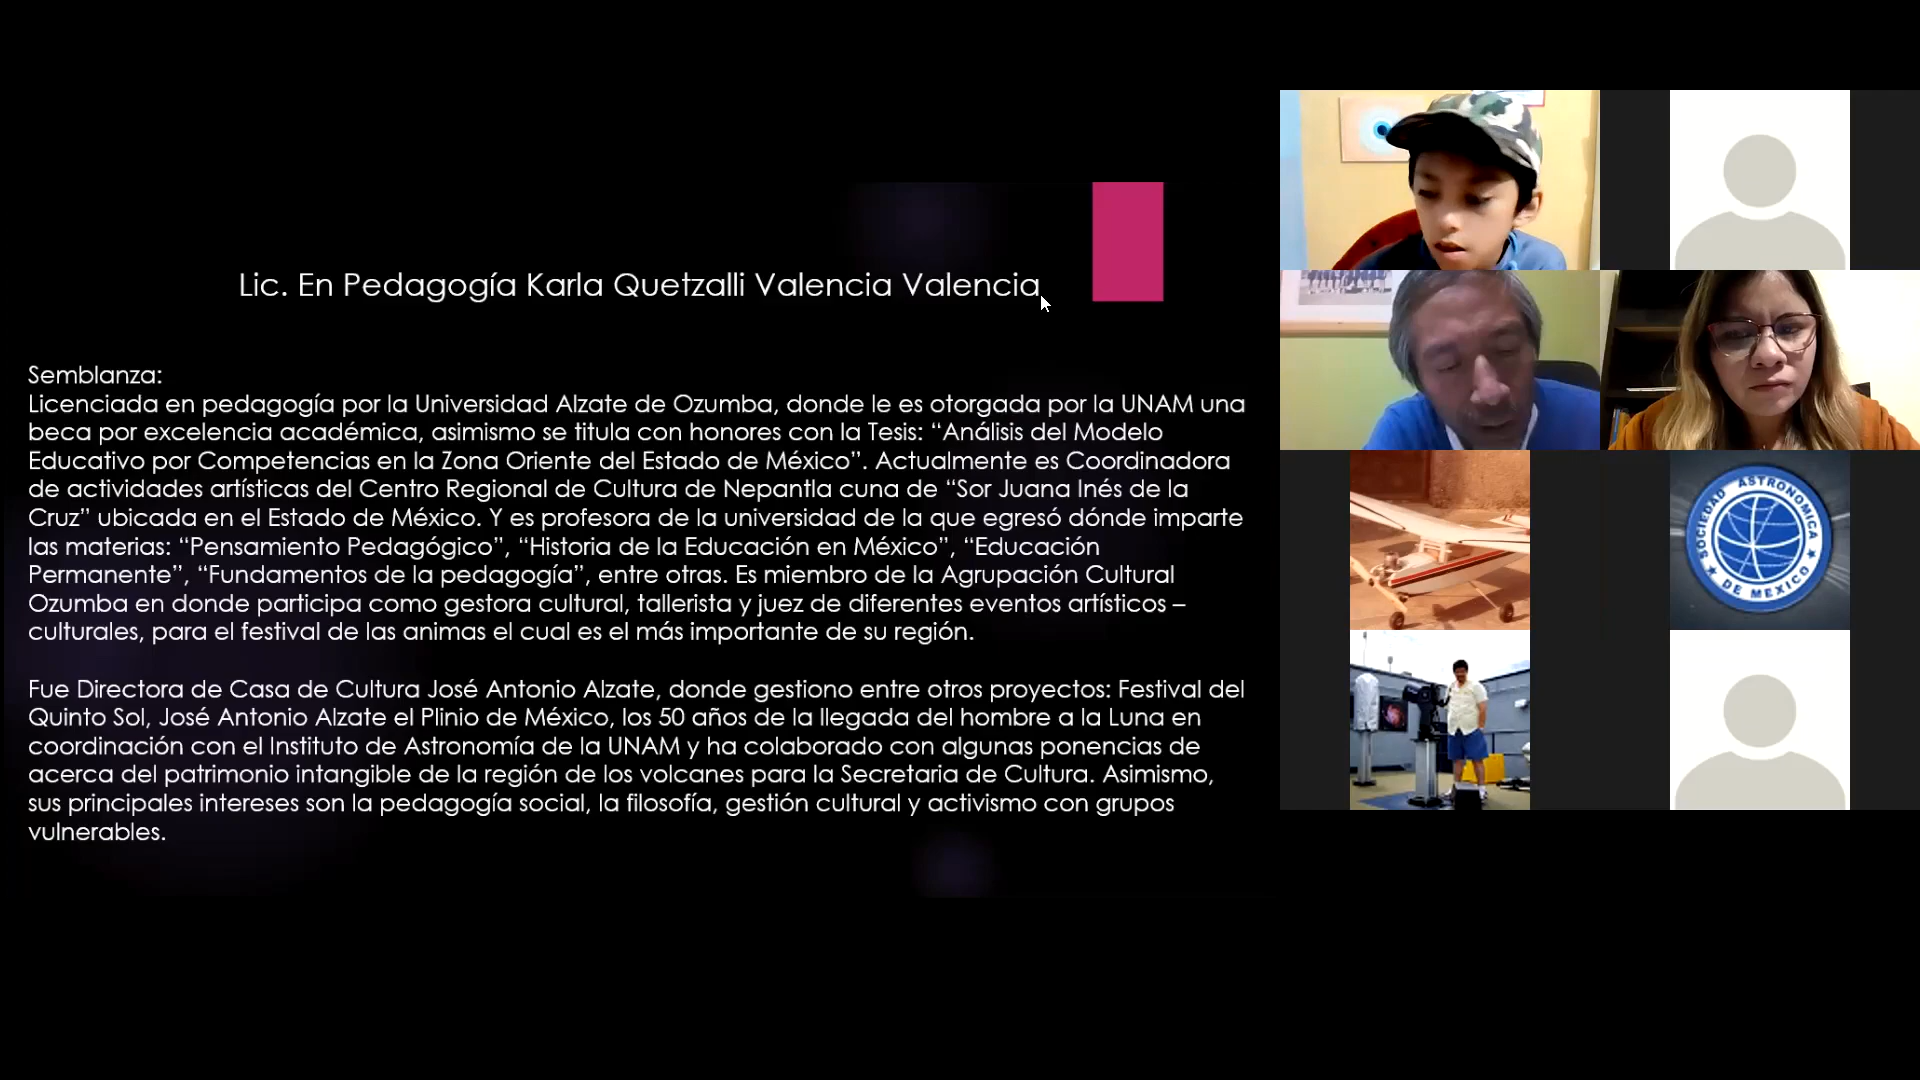 Lic. En Pedagogía Karla Quetzalli Valencia Valencia
Semblanza:
Licenciada en pedagogía por la Universidad Alzate de Ozumba, donde le es otorgada por la UNAM una
beca por excelencia académica, asimismo se titula con honores con la Tesis: “Análisis del Modelo
Educativo por Competencias en la Zona Oriente del Estado de México”. Actualmente es Coordinadora
de actividades artísticas del Centro Regional de Cultura de Nepantla cuna de “Sor Juana Inés de la
Cruz” ubicada en el Estado de México. Y es profesora de la universidad de la que egresó dónde imparte
las materias: “Pensamiento Pedagógico”, “Historia de la Educación en México”, “Educación
Permanente”, “Fundamentos de la pedagogía”, entre otras. Es miembro de la Agrupación Cultural
Ozumba en donde participa como gestora cultural, tallerista y juez de diferentes eventos artísticos –
culturales, para el festival de las animas el cual es el más importante de su región.
Fue Directora de Casa de Cultura José Antonio Alzate, donde gestiono entre otros proyectos: Festival del
Quinto Sol, José Antonio Alzate el Plinio de México, los 50 años de la llegada del hombre a la Luna en
coordinación con el Instituto de Astronomía de la UNAM y ha colaborado con algunas ponencias de
acerca del patrimonio intangible de la región de los volcanes para la Secretaria de Cultura. Asimismo,
sus principales intereses son la pedagogía social, la filosofía, gestión cultural y activismo con grupos
vulnerables.
SOCIEDAD ASTRONOMICA
DE MEXICO